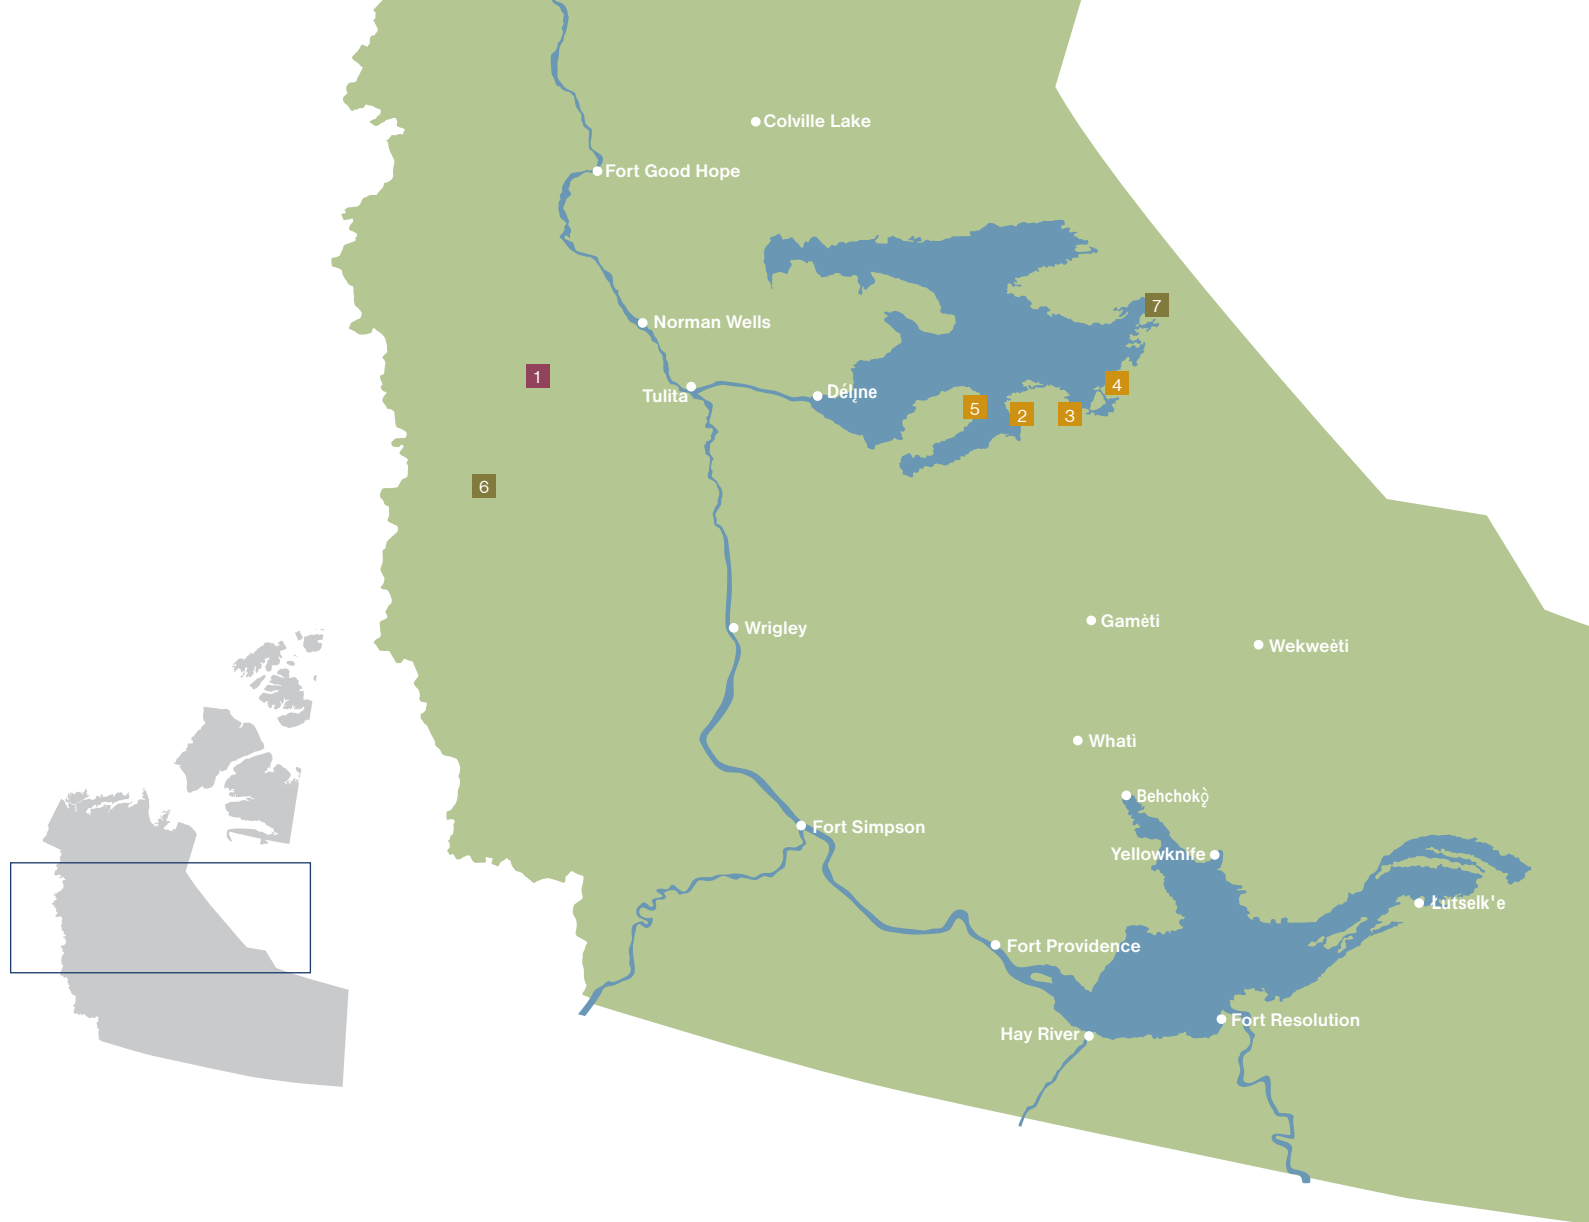 Colville Lake
Fort Good Hope
7
Norman Wells
1
4
Tulita
Délı̨ne
5
2
3
6
Gamètì
Wrigley
Wekweètì
Whatì
Behchokǫ̀
Fort Simpson
Yellowknife
Łutselk'e
Fort Providence
Fort Resolution
Hay River